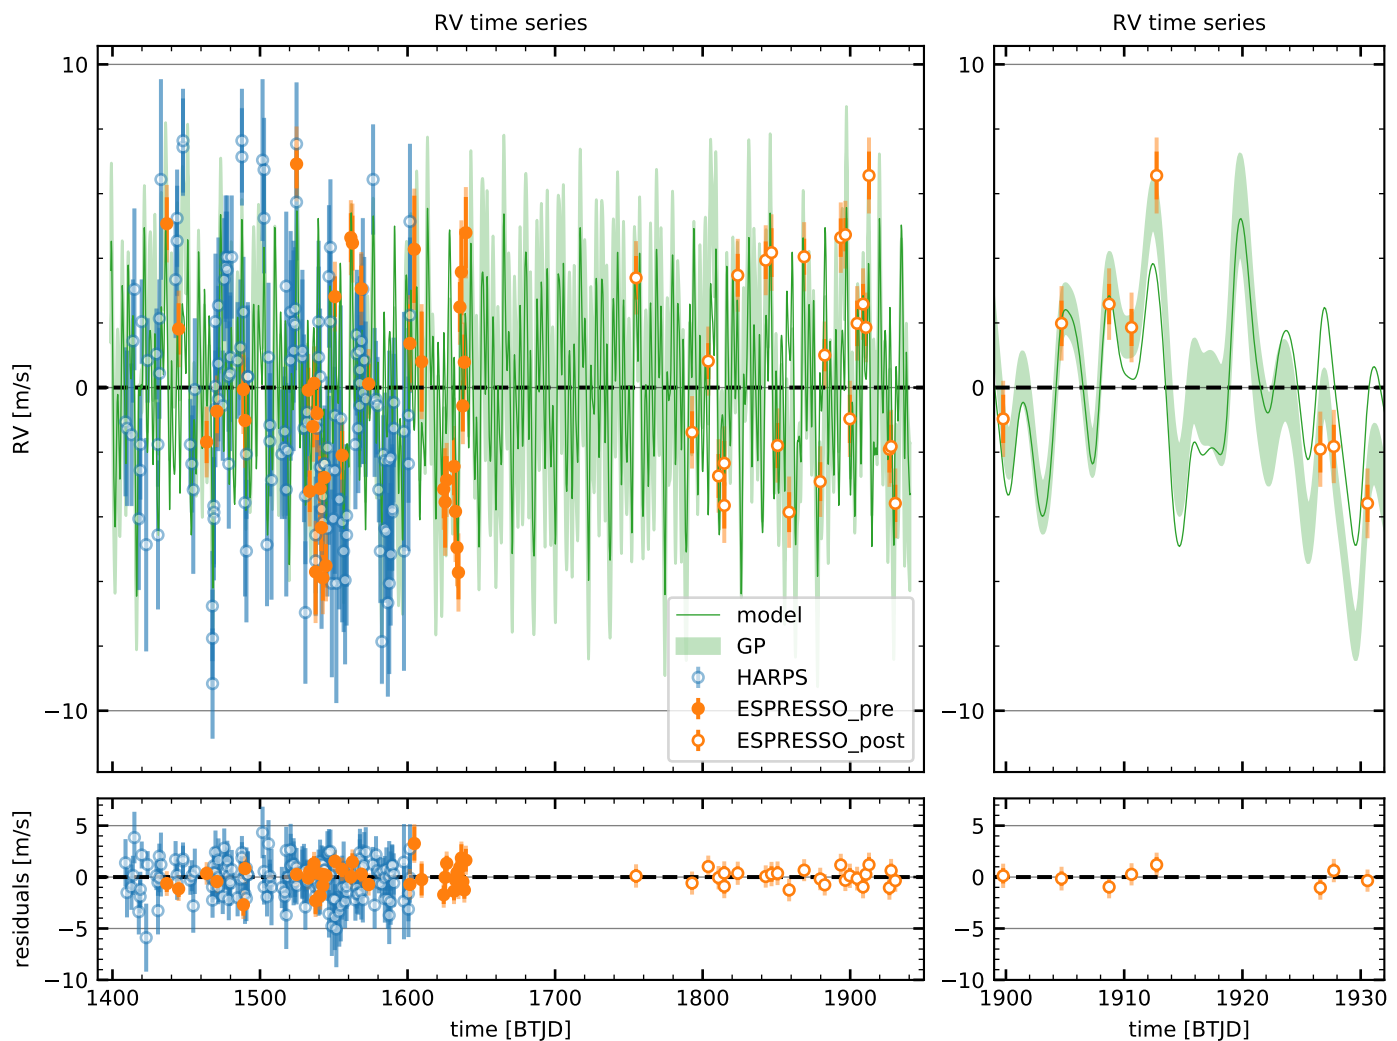 RV time series
RV time series
10
10
RV [m/s]
0
0
−10
−10
model
GP
HARPS
ESPRESSO_pre
ESPRESSO_post
residuals [m/s]
5
5
0
0
−5
−5
−10
−10
1400 1500 1600 1700 1800 1900
1900 1910 1920 1930
time [BTJD]
time [BTJD]